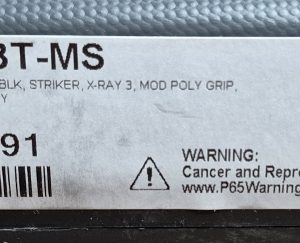 BT-MS
BLK, STRIKER, X-RAY 3, MOD POLY GRIP,
Y
91
WARNING:
Cancer and Repro
www.P65Warning